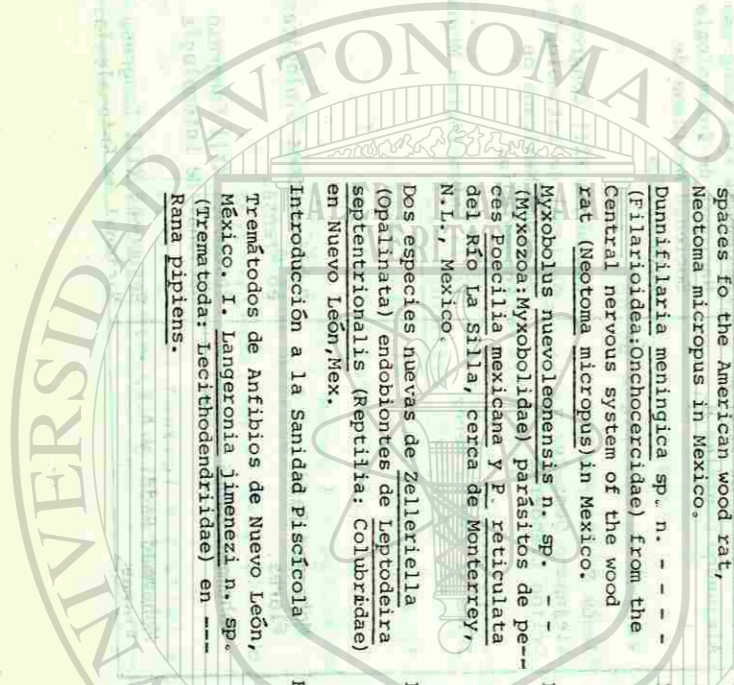 spaces fo the American wood rat,
Neotoma micropus in Mexico.
Dunnifilaria meningica sp. n. - - - -
(Filarioidea:Onchocercidae) from the
Central nervous system of the wood
rat (Neotoma micropus)in Mexico.
Myxobolus nuevoleonensis n. sp. - -
(Myxozoa:Myxobolidae) parásitos de pe--
ces Poecilia mexicana y P. reticulata
del Río La Silla, cerca de Monterrey,
N.L., Mexico.
Dos especies nuevas de Zelleriella
(Opalinata) endobiontes de Leptodeira
septentrionalis (Reptilia: Colubridae)
en Nuevo León,Mex.
Introducción a la Sanidad Piscícola
Tremátodos de Anfibios de Nuevo León,
México. I. Langeronia jimenezi n. sp.
(Trematoda: Lecithodendriidae) en ---
Rana pipiens.